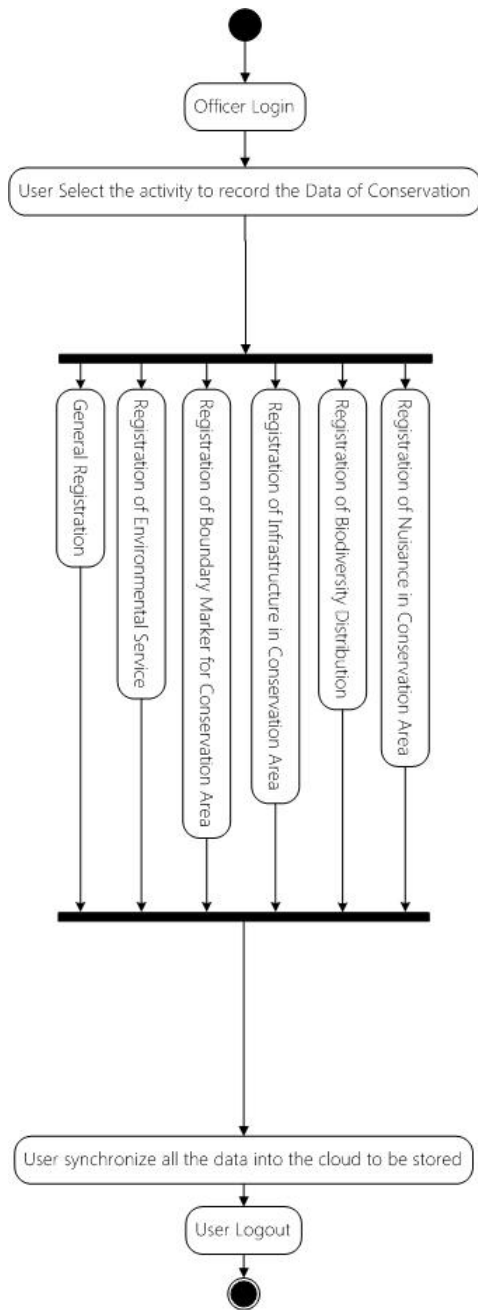 Officer Login
User Select the activity to record the Data of Conservation
General Registration
Registration of Environmental Service
Registration of Boundary Marker for Conservation Area
Registration of Infrastructure in Conservation Area
Registration of Biodiversity Distribution
Registration of Nuisance in Conservation Area
User synchronize all the data into the cloud to be stored
User Logout